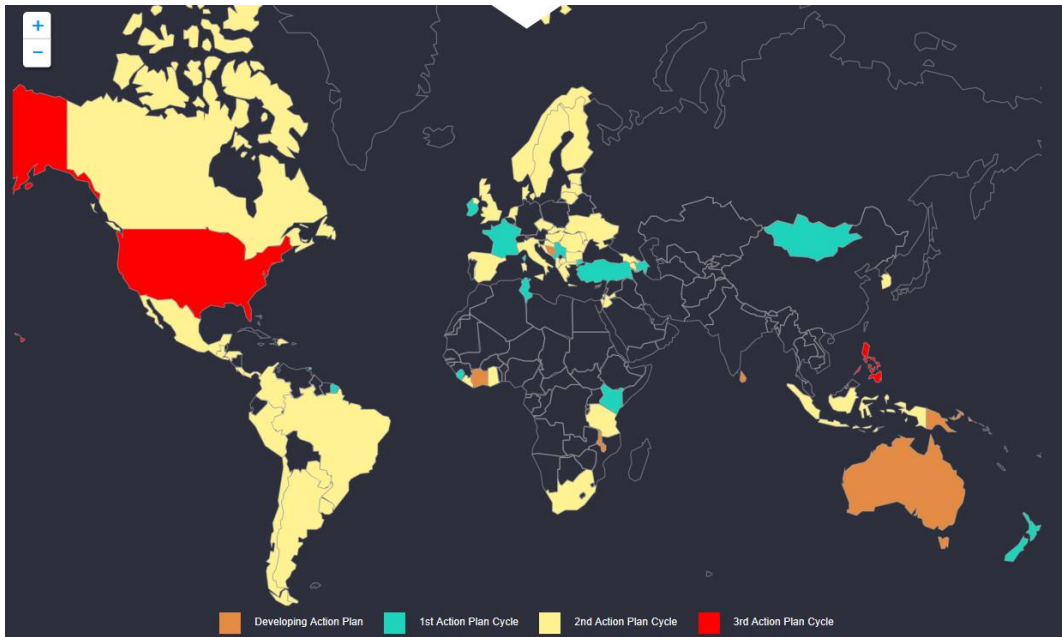 +
−
Developing Action Plan 1st Action Plan Cycle 2nd Action Plan Cycle 3rd Action Plan Cycle